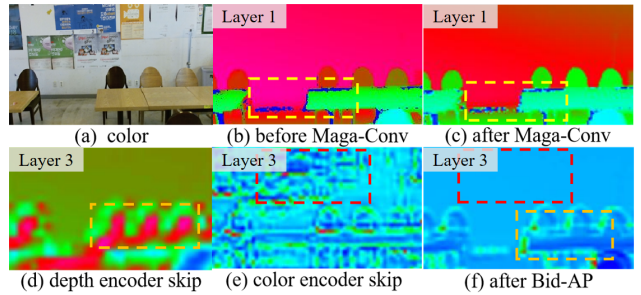 Layer 1
Layer 1
(a) color
(b) before Maga-Conv
(c) after Maga-Conv
Layer 3
Layer 3
Layer 3
(d) depth encoder skip
(e) color encoder skip
(f) after Bid-AP